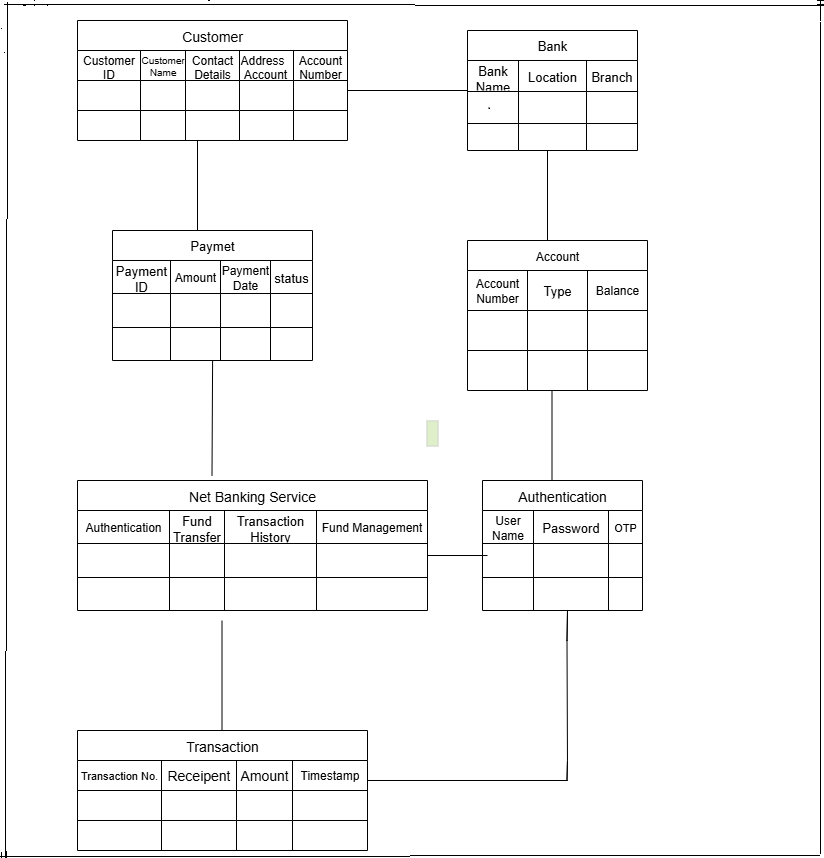 Customer
Customer ID
Customer Name
Contact Details
Address Account
Account Number
Bank
Bank Name
Location
Branch
Paymet
Payment ID
Amount
Payment Date
status
Account
Account Number
Type
Balance
Net Banking Service
Authentication
Fund Transfer
Transaction History
Fund Management
Authentication
User Name
Password
OTP
Transaction
Transaction No.
Receipent
Amount
Timestamp